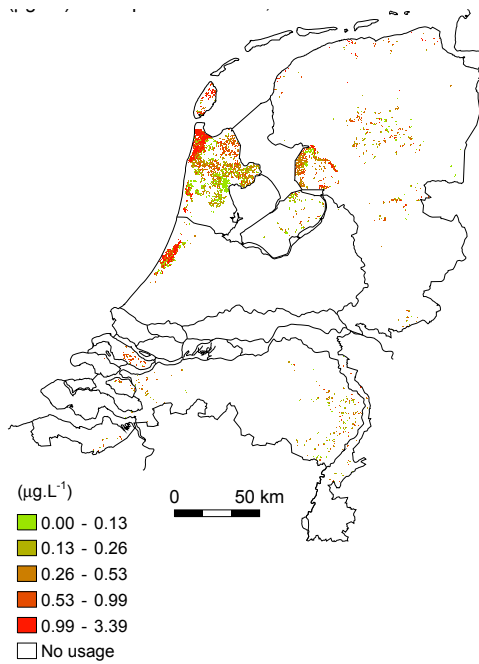 (μg.L⁻¹)
0 50 km
0.00 - 0.13
0.13 - 0.26
0.26 - 0.53
0.53 - 0.99
0.99 - 3.39
No usage